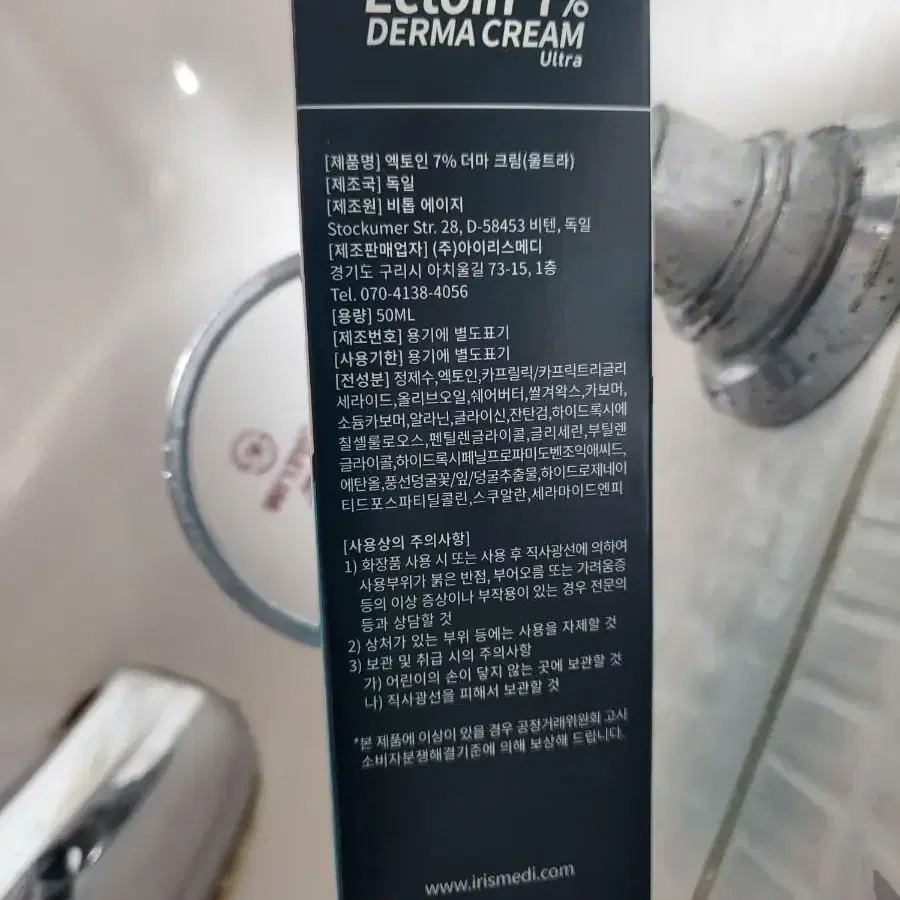 Ectoin 7%
DERMA CREAM
Ultra
[제품명] 엑토인 7% 더마 크림(울트라)
[제조국] 독일
[제조원] 비톱 에이지
Stockumer Str. 28, D-58453 비텐, 독일
[제조판매업자] (주)아이리스메디
경기도 구리시 아치울길 73-15, 1층
Tel. 070-4138-4056
[용량] 50ML
[제조번호] 용기에 별도표기
[사용기한] 용기에 별도표기
[전성분] 정제수,엑토인,카프릴릭/카프릭트리글리
세라이드,올리브오일,쉐어버터,쌀겨왁스,카보머,
소듐카보머,알라닌,글라이신,잔탄검,하이드록시에
칠셀룰로오스,펜틸렌글라이콜,글리세린,부틸렌
글라이콜,하이드록시페닐프로파미도벤조익애씨드,
에탄올,풍선덩굴꽃/잎/덩굴추출물,하이드로제네이
티드포스파티딜콜린,스쿠알란,세라마이드엔피
[사용상의 주의사항]
1) 화장품 사용 시 또는 사용 후 직사광선에 의하여
사용부위가 붉은 반점, 부어오름 또는 가려움증
등의 이상 증상이나 부작용이 있는 경우 전문의
등과 상담할 것
2) 상처가 있는 부위 등에는 사용을 자제할 것
3) 보관 및 취급 시의 주의사항
가) 어린이의 손이 닿지 않는 곳에 보관할 것
나) 직사광선을 피해서 보관할 것
*본 제품에 이상이 있을 경우 공정거래위원회 고시
소비자분쟁해결기준에 의해 보상해 드립니다.
www.irismedi.com